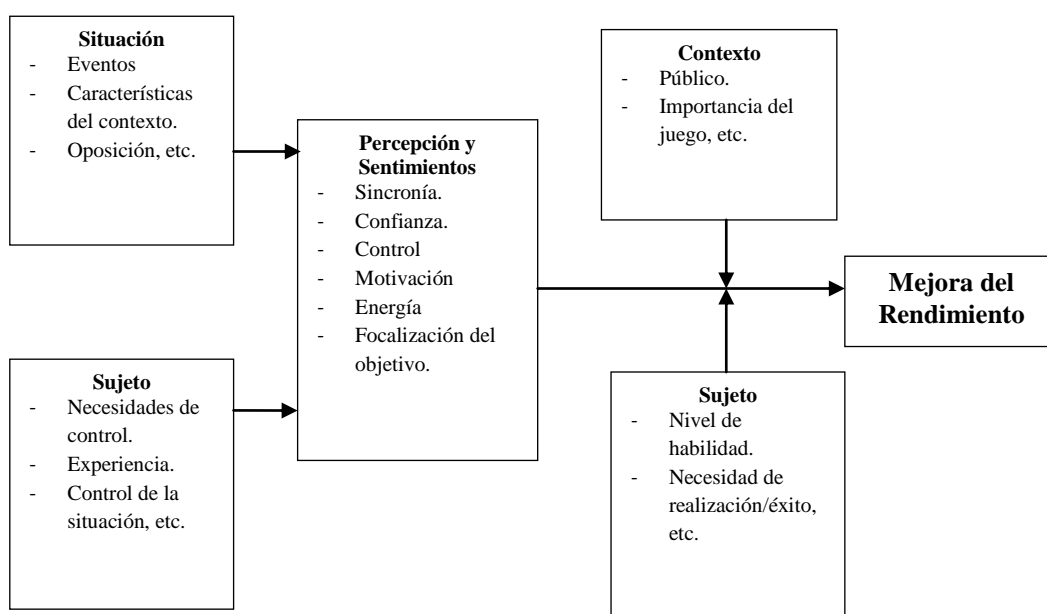 Situación
- Eventos
- Características
del contexto.
- Oposición, etc.
Sujeto
- Necesidades de
control.
- Experiencia.
- Control de la
situación, etc
Percepción y
Sentimientos
- Sincronía.
- Confianza.
- Control
- Motivación
- Energía
- Focalización del
objetivo.
Contexto
- Público.
- Importancia del
juego, etc.
Sujeto
- Nivel de
habilidad.
- Necesidad de
realización/éxito,
etc.
Mejora del
Rendimiento